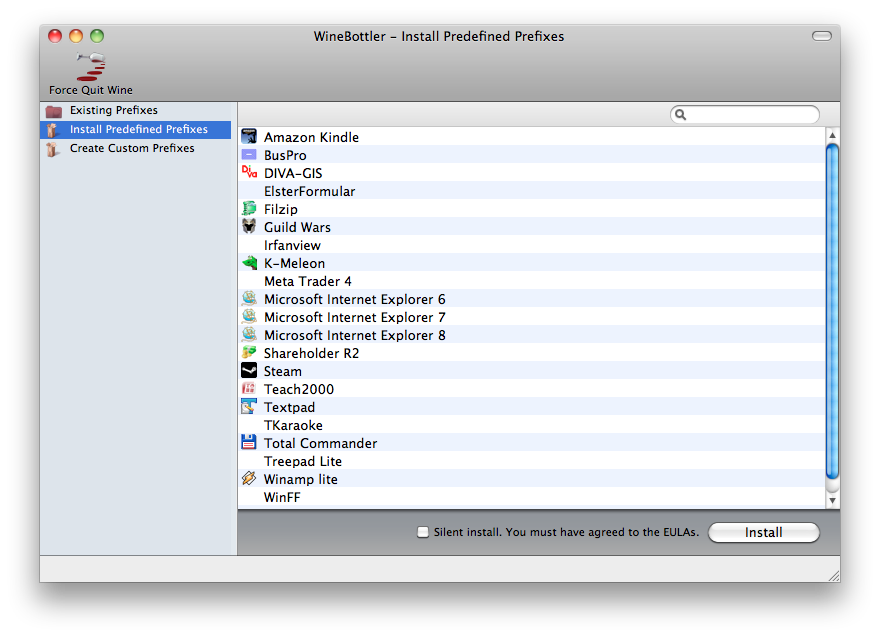 WineBottler – Install Predefined Prefixes
Force Quit Wine
Existing Prefixes
Install Predefined Prefixes
Create Custom Prefixes
Amazon Kindle
BusPro
DIVA-GIS
ElsterFormular
Filzip
Guild Wars
Irfanview
K-Meleon
Meta Trader 4
Microsoft Internet Explorer 6
Microsoft Internet Explorer 7
Microsoft Internet Explorer 8
Shareholder R2
Steam
Teach2000
Textpad
TKaraoke
Total Commander
Treepad Lite
Winamp lite
WinFF
Silent install. You must have agreed to the EULAs.
Install